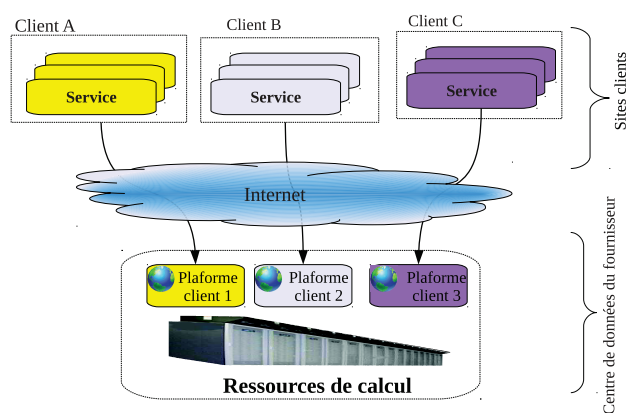 Client A
Client B
Client C
Service
Service
Service
Sites clients
Internet
Plaforme
client 1
Plaforme
client 2
Plaforme
client 3
Ressources de calcul
Centre de données du fournisseur